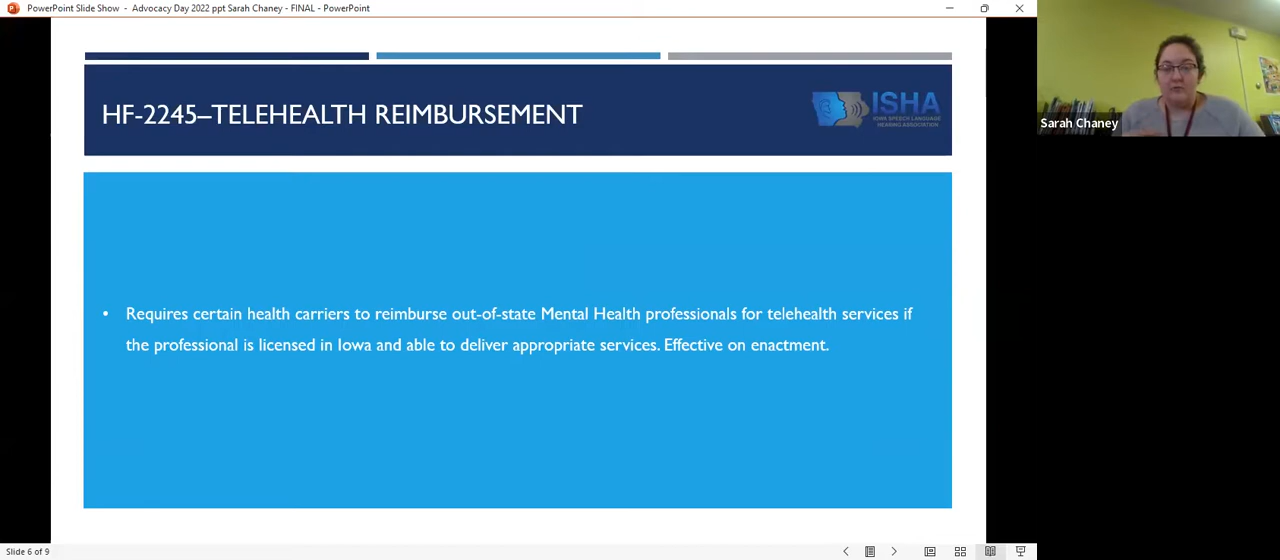 PowerPoint Slide Show - Advocacy Day 2022 ppt Sarah Chaney - FINAL - PowerPoint
HF-2245–TELEHEALTH REIMBURSEMENT
ISHA
IOWA SPEECH LANGUAGE
HEARING ASSOCIATION
Sarah Chaney
• Requires certain health carriers to reimburse out-of-state Mental Health professionals for telehealth services if
the professional is licensed in Iowa and able to deliver appropriate services. Effective on enactment.
Slide 6 of 9